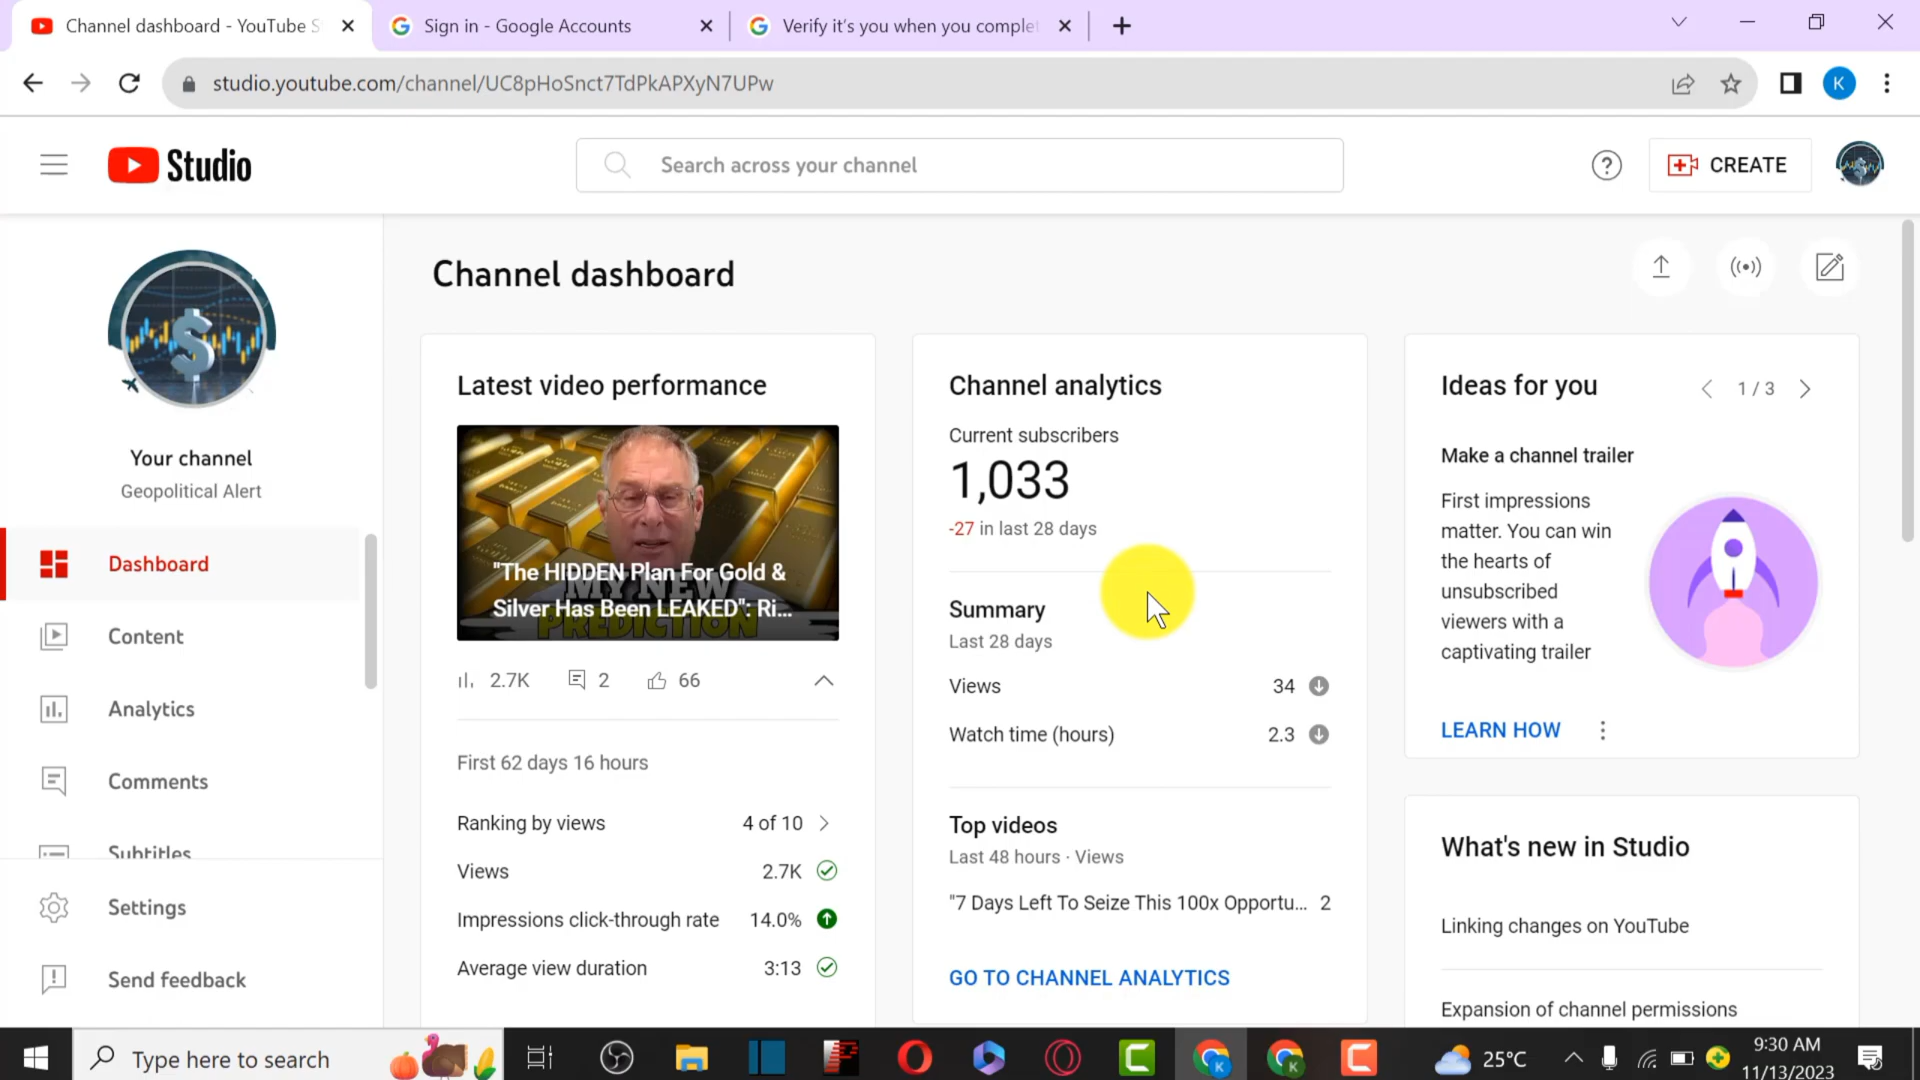 Channel dashboard - YouTube S
Sign in - Google Accounts
Verify it's you when you complet
studio.youtube.com/channel/UC8pHoSnct7TdPkAPXyN7UPw
K
Studio
Search across your channel
CREATE
Channel dashboard
Your channel
Geopolitical Alert
Dashboard
Content
Analytics
Comments
Subtitles
Settings
Send feedback
Latest video performance
"The HIDDEN Plan For Gold &
Silver Has Been LEAKED": Ri...
MY NEW
PREDICTION
2.7K 2 66
First 62 days 16 hours
Ranking by views 4 of 10
Views 2.7K
Impressions click-through rate 14.0%
Average view duration 3:13
Channel analytics
Current subscribers
1,033
-27 in last 28 days
Summary
Last 28 days
Views 34
Watch time (hours) 2.3
Top videos
Last 48 hours · Views
"7 Days Left To Seize This 100x Opportu... 2
GO TO CHANNEL ANALYTICS
Ideas for you
1 / 3
Make a channel trailer
First impressions
matter. You can win
the hearts of
unsubscribed
viewers with a
captivating trailer
LEARN HOW
What's new in Studio
Linking changes on YouTube
Expansion of channel permissions
Type here to search
25°C
9:30 AM
11/13/2023